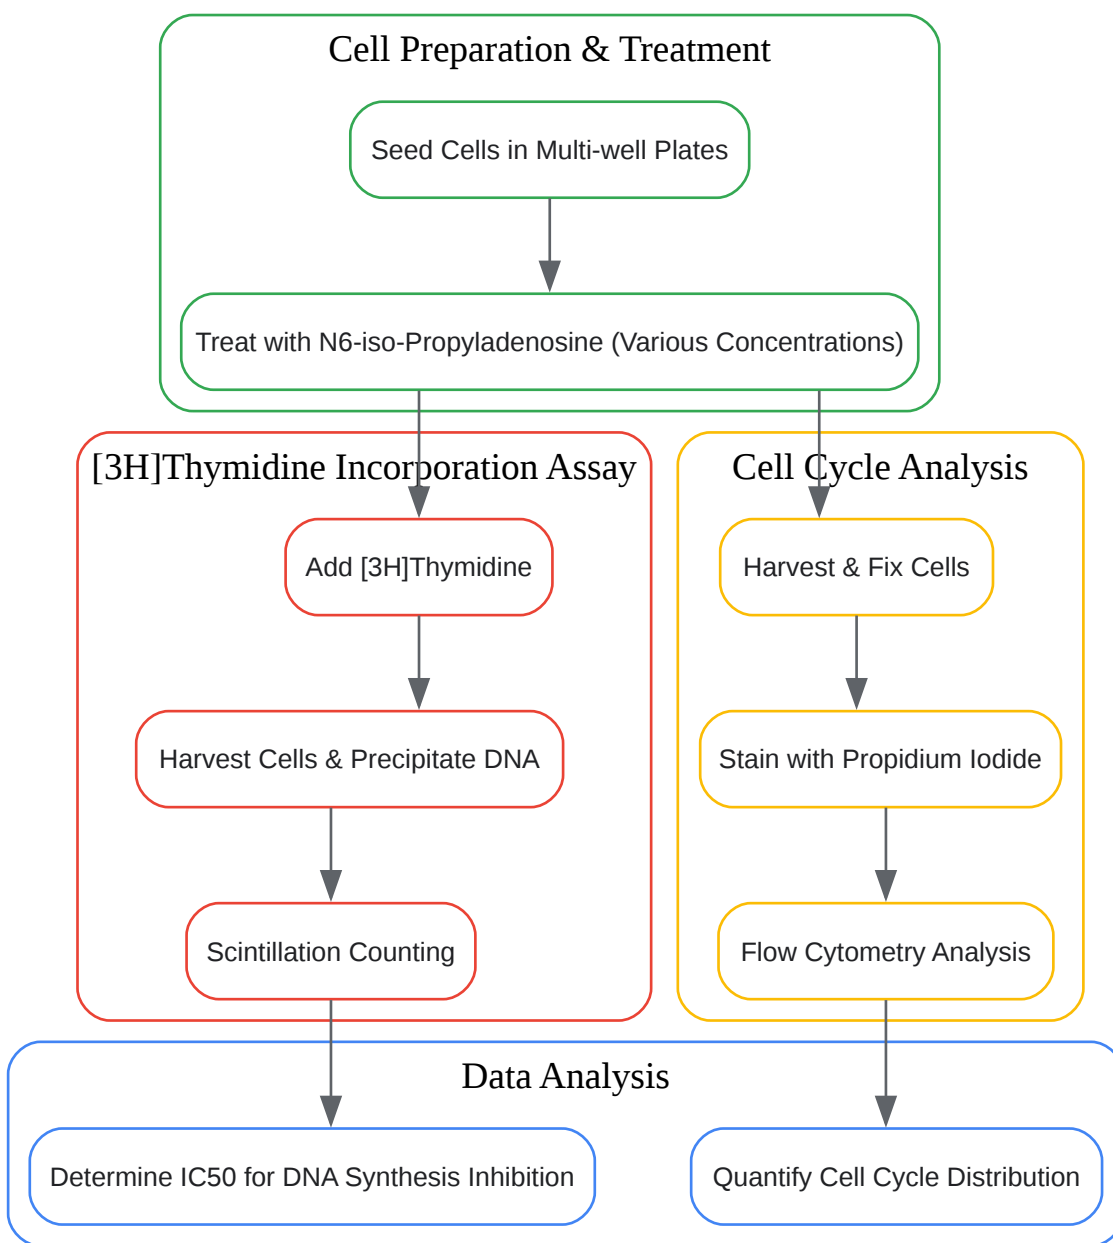 Cell Preparation & Treatment
Seed Cells in Multi-well Plates
Treat with N6-iso-Propyladenosine (Various Concentrations)
[3H]Thymidine Incorporation Assay
Add [3H]Thymidine
Harvest Cells & Precipitate DNA
Scintillation Counting
Cell Cycle Analysis
Harvest & Fix Cells
Stain with Propidium Iodide
Flow Cytometry Analysis
Data Analysis
Determine IC50 for DNA Synthesis Inhibition
Quantify Cell Cycle Distribution